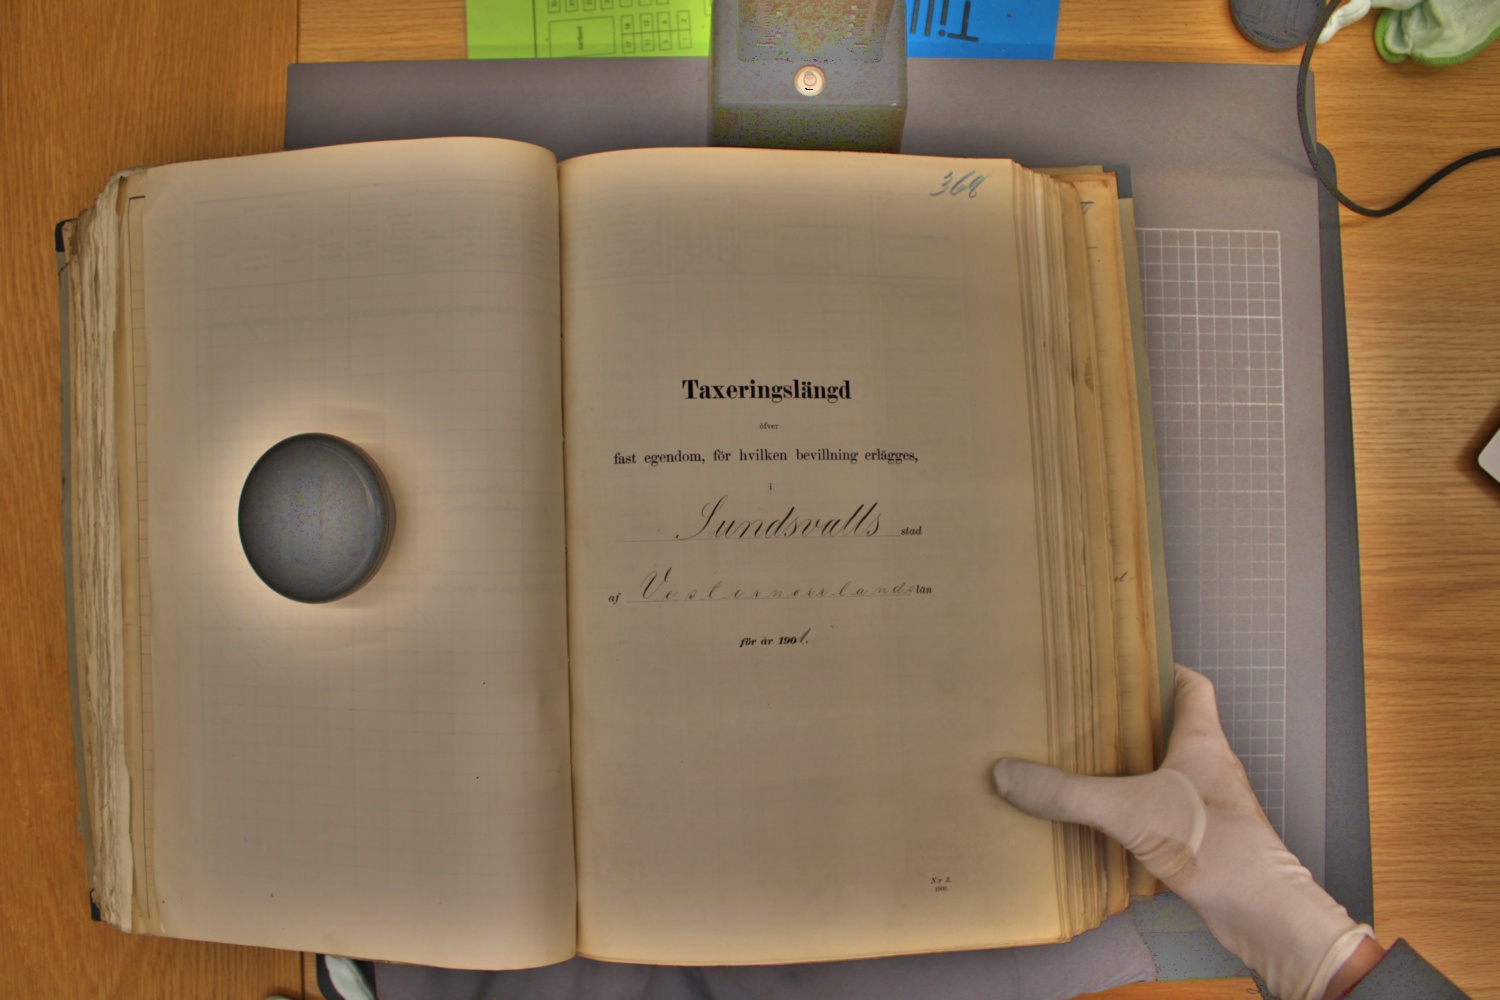 368
Taxeringslängd
öfver
fast egendom, för hvilken bevillning erlägges,
i
Sundsvalls stad
af Vesternorrlands län
för år 1901.
N:r 2.
1900.
Till